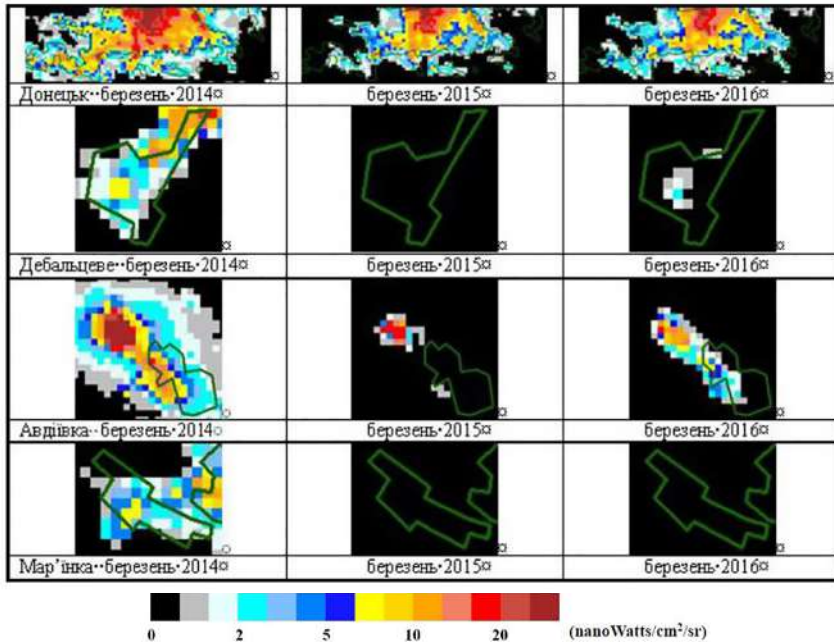 Донецк··березень·2014¤ березень·2015¤ березень·2016¤
Дебальцеве··березень·2014¤ березень·2015¤ березень·2016¤
Авдіївка··березень·2014¤ березень·2015¤ березень·2016¤
Мар’їнка··березень·2014¤ березень·2015¤ березень·2016¤
0 2 5 10 20 (nanoWatts/cm²/sr)